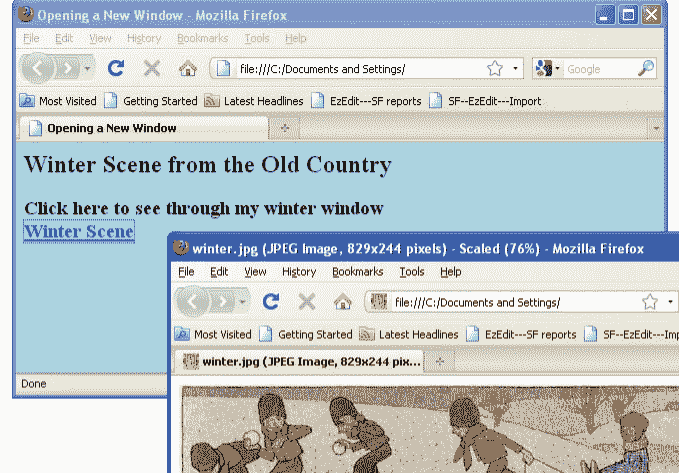 Opening a New Window - Mozilla Firefox
File Edit View History Bookmarks Tools Help
file:///C:/Documents and Settings/ Google
Most Visited Getting Started Latest Headlines EzEdit---SF reports SF--EzEdit---Import
Opening a New Window
Winter Scene from the Old Country
Click here to see through my winter window
Winter Scene
Done
winter.jpg (JPEG Image, 829x244 pixels) - Scaled (76%) - Mozilla Firefox
File Edit View History Bookmarks Tools Help
file:///C:/Documents and Settings/
Most Visited Getting Started Latest Headlines EzEdit---SF reports SF--EzEdit---Imp
winter.jpg (JPEG Image, 829x244 pix...